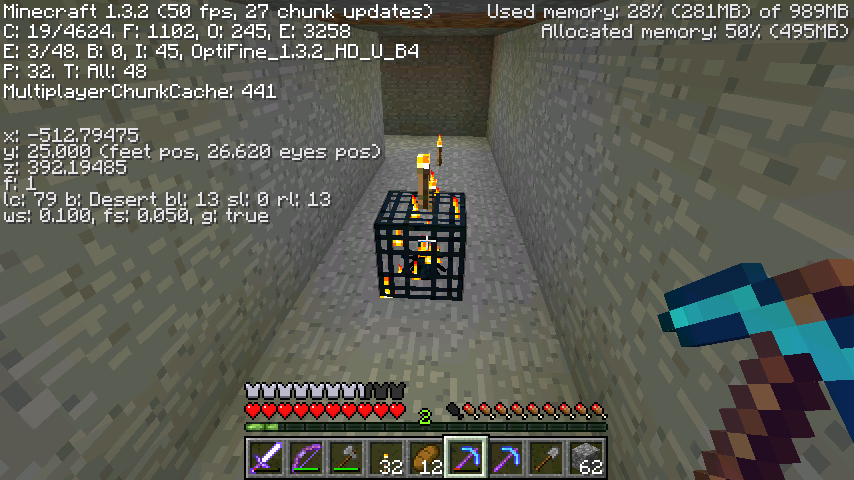 Minecraft 1.3.2 (50 fps, 27 chunk updates)
Used memory: 28% (281MB) of 989MB
C: 19/4624. F: 1102, O: 245, E: 3258
Allocated memory: 50% (495MB)
E: 3/48. B: 0, I: 45, OptiFine_1.3.2_HD_U_B4
P: 32. T: All: 48
MultiplayerChunkCache: 441
x: -512.79475
y: 25.000 (feet pos, 26.620 eyes pos)
z: 392.19485
f: 1
lc: 79 b: Desert bl: 13 sl: 0 rl: 13
ws: 0.100, fs: 0.050, g: true
2
32
12
62